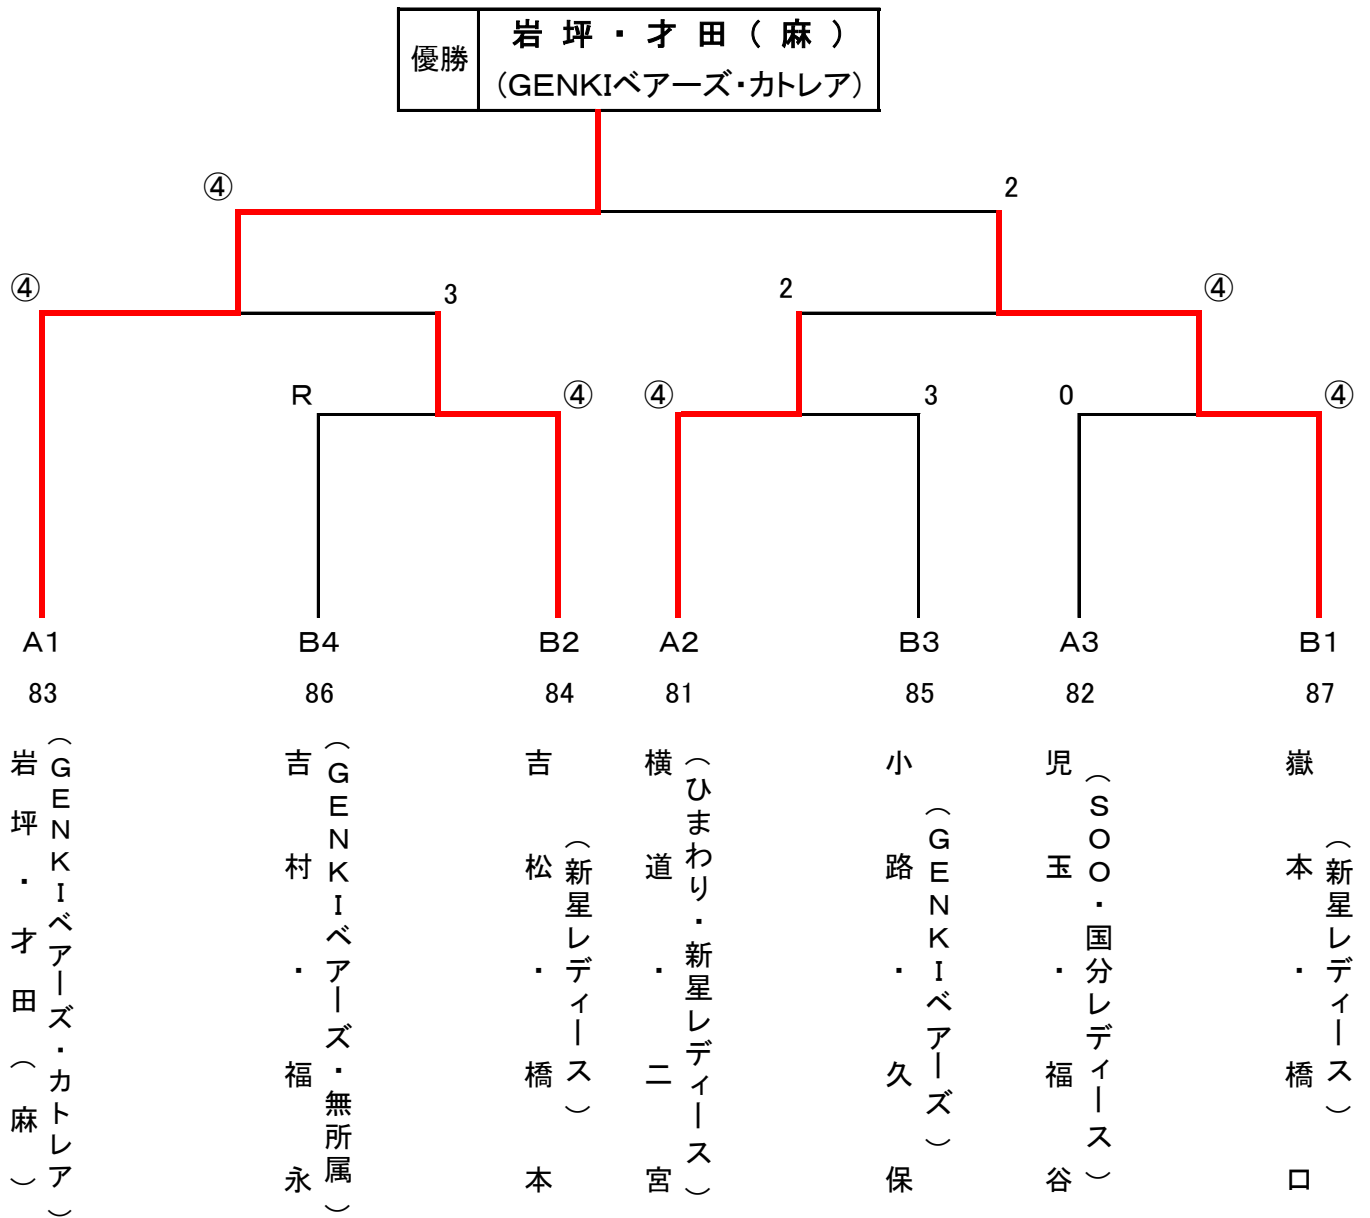 優勝
岩坪・才田(麻)
(GENKIベアーズ・カトレア)
④
2
④
3
2
④
R
④
④
3
0
④
A1
B4
B2
A2
B3
A3
B1
83
86
84
81
85
82
87
岩坪・才田(麻)
(GENKIベアーズ・カトレア)
吉村・福永
(GENKIベアーズ・無所属)
吉松・橋本
(新星レディース)
横道・二宮
(ひまわり・新星レディース)
小路・久保
(GENKIベアーズ)
児玉・福谷
(SOO・国分レディース)
嶽本・橋口
(新星レディース)